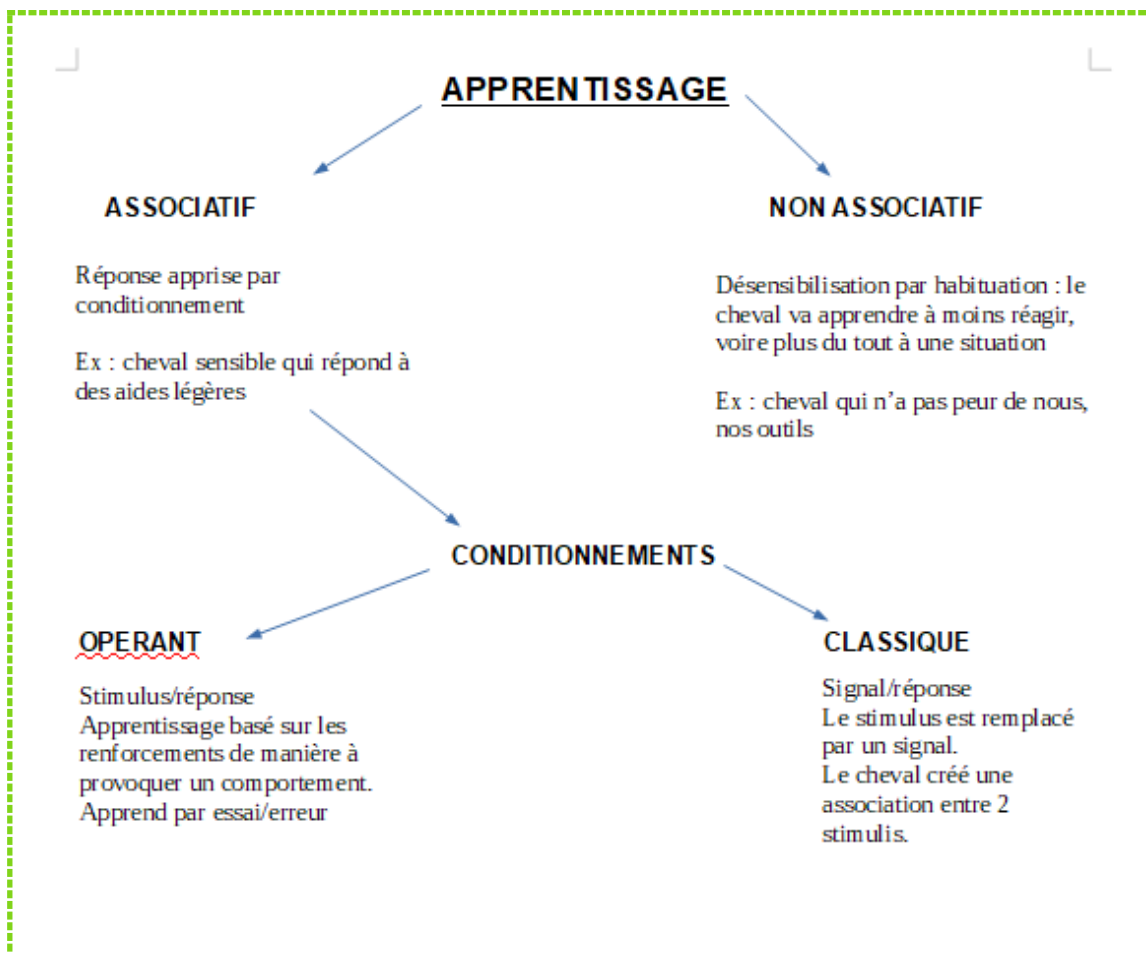 APPRENTISSAGE
ASSOCIATIF
Réponse apprise par
conditionnement
Ex : cheval sensible qui répond à
des aides légères
NON ASSOCIATIF
Désensibilisation par habituation : le
cheval va apprendre à moins réagir,
voire plus du tout à une situation
Ex : cheval qui n'a pas peur de nous,
nos outils
CONDITIONNEMENTS
OPERANT
Stimulus/réponse
Apprentissage basé sur les
renforcements de manière à
provoquer un comportement.
Apprend par essai/erreur
CLASSIQUE
Signal/réponse
Le stimulus est remplacé
par un signal.
Le cheval créé une
association entre 2
stimulis.